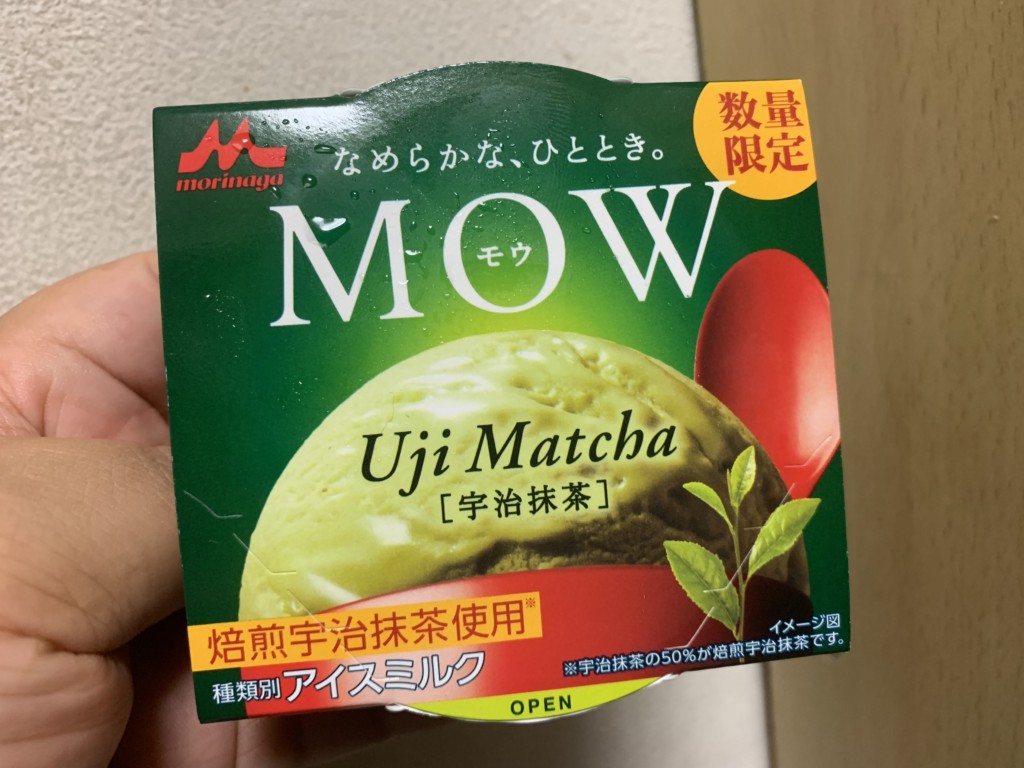 morinaga
なめらかな、ひととき。
数量
限定
MOW
モウ
Uji Matcha
[宇治抹茶]
焙煎宇治抹茶使用※
種類別アイスミルク
イメージ図
※宇治抹茶の50%が焙煎宇治抹茶です。
OPEN